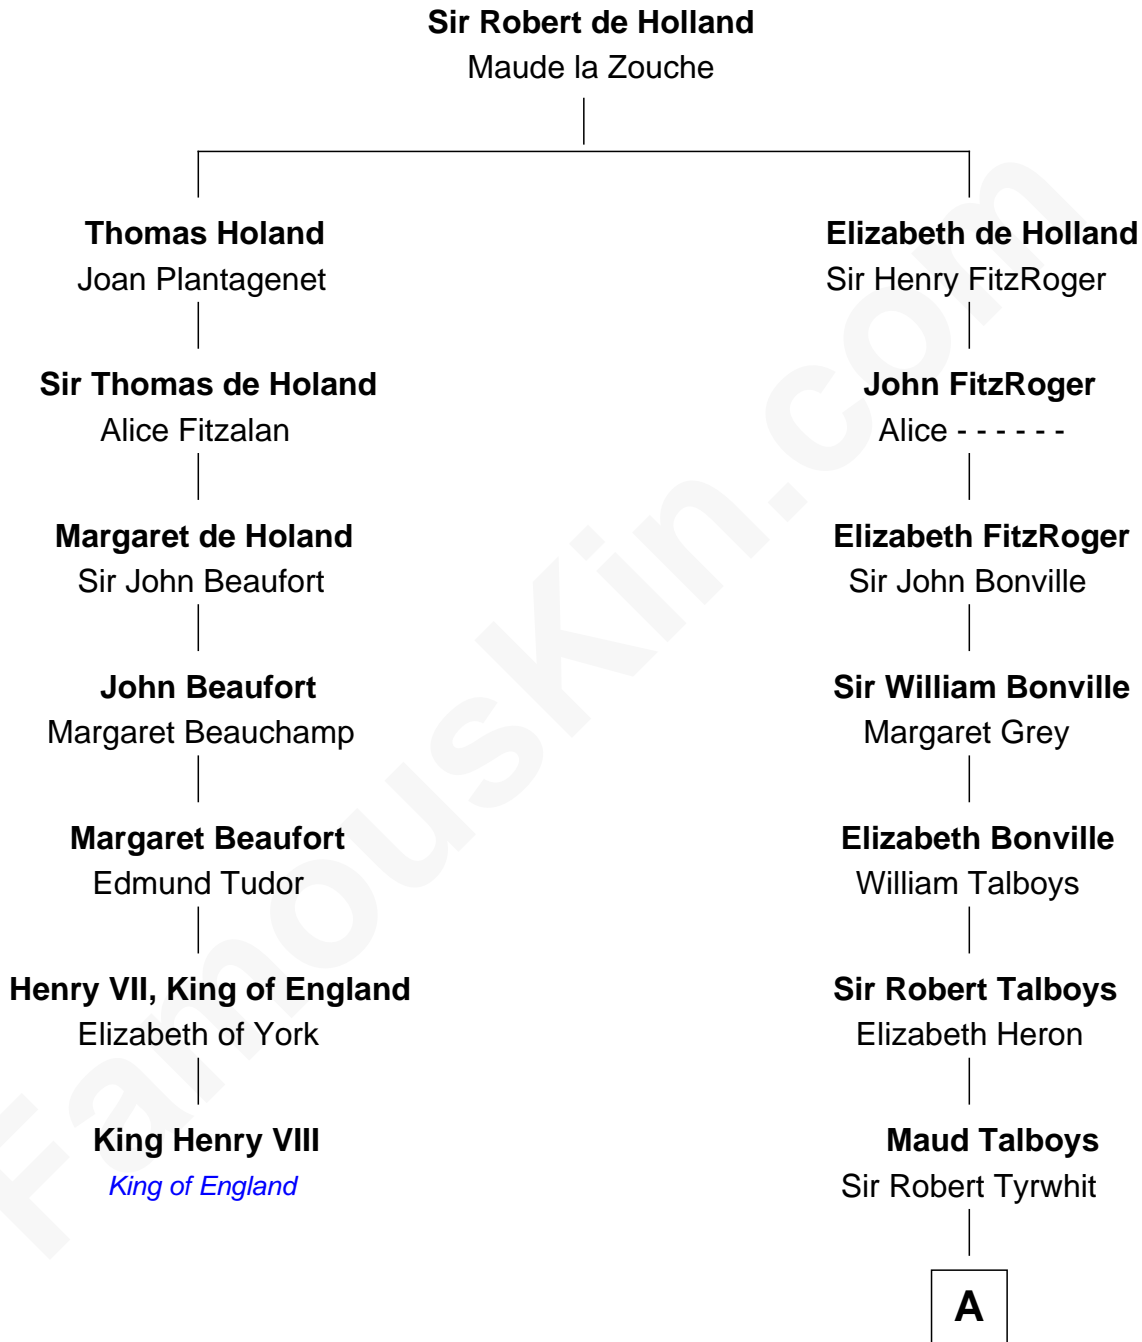 Sir Robert de Holland
Maude la Zouche
Thomas Holand
Joan Plantagenet
Elizabeth de Holland
Sir Henry FitzRoger
Sir Thomas de Holand
Alice Fitzalan
John FitzRoger
Alice - - - - - -
Margaret de Holand
Sir John Beaufort
Elizabeth FitzRoger
Sir John Bonville
John Beaufort
Margaret Beauchamp
Sir William Bonville
Margaret Grey
Margaret Beaufort
Edmund Tudor
Elizabeth Bonville
William Talboys
Henry VII, King of England
Elizabeth of York
Sir Robert Talboys
Elizabeth Heron
King Henry VIII
King of England
Maud Talboys
Sir Robert Tyrwhit
A
FamousKin.com